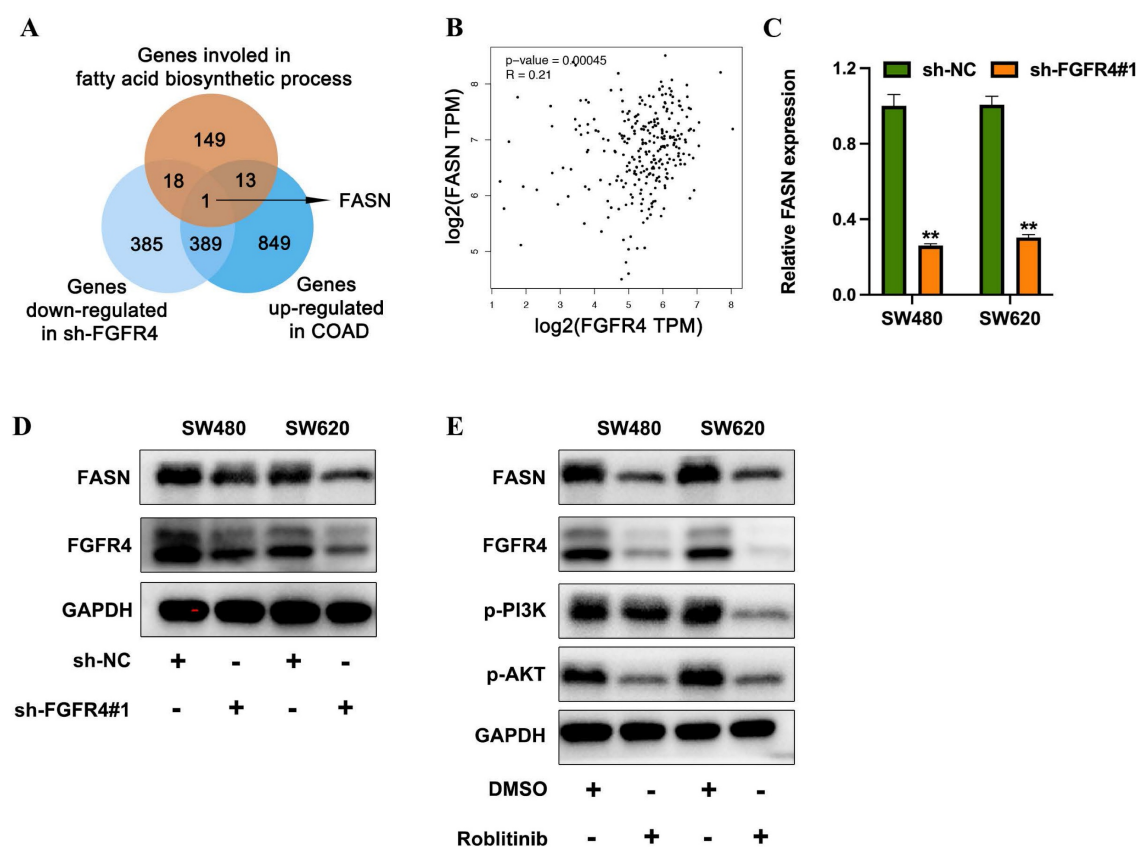 A
Genes involed in
fatty acid biosynthetic process
149
18
13
1
FASN
385
389
849
Genes
down-regulated
in sh-FGFR4
Genes
up-regulated
in COAD
B
p-value = 0.00045
R = 0.21
log2(FASN TPM)
8
7
6
5
1 2 3 4 5 6 7 8
log2(FGFR4 TPM)
C
sh-NC sh-FGFR4#1
Relative FASN expression
1.2
0.8
0.4
0.0
** **
SW480 SW620
D
SW480 SW620
FASN
FGFR4
GAPDH
sh-NC + - + -
sh-FGFR4#1 - + - +
E
SW480 SW620
FASN
FGFR4
p-PI3K
p-AKT
GAPDH
DMSO + - + -
Roblitinib - + - +